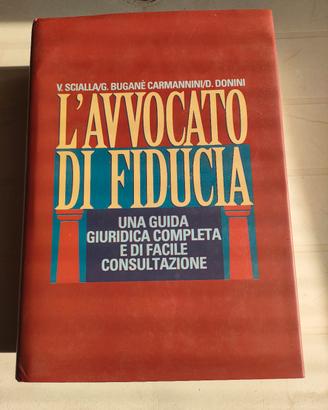 V. SCIALLA/G. BUGANÈ CARMANNINI/D. DONINI
L'AVVOCATO
DI FIDUCIA
UNA GUIDA
GIURIDICA COMPLETA
E DI FACILE
CONSULTAZIONE